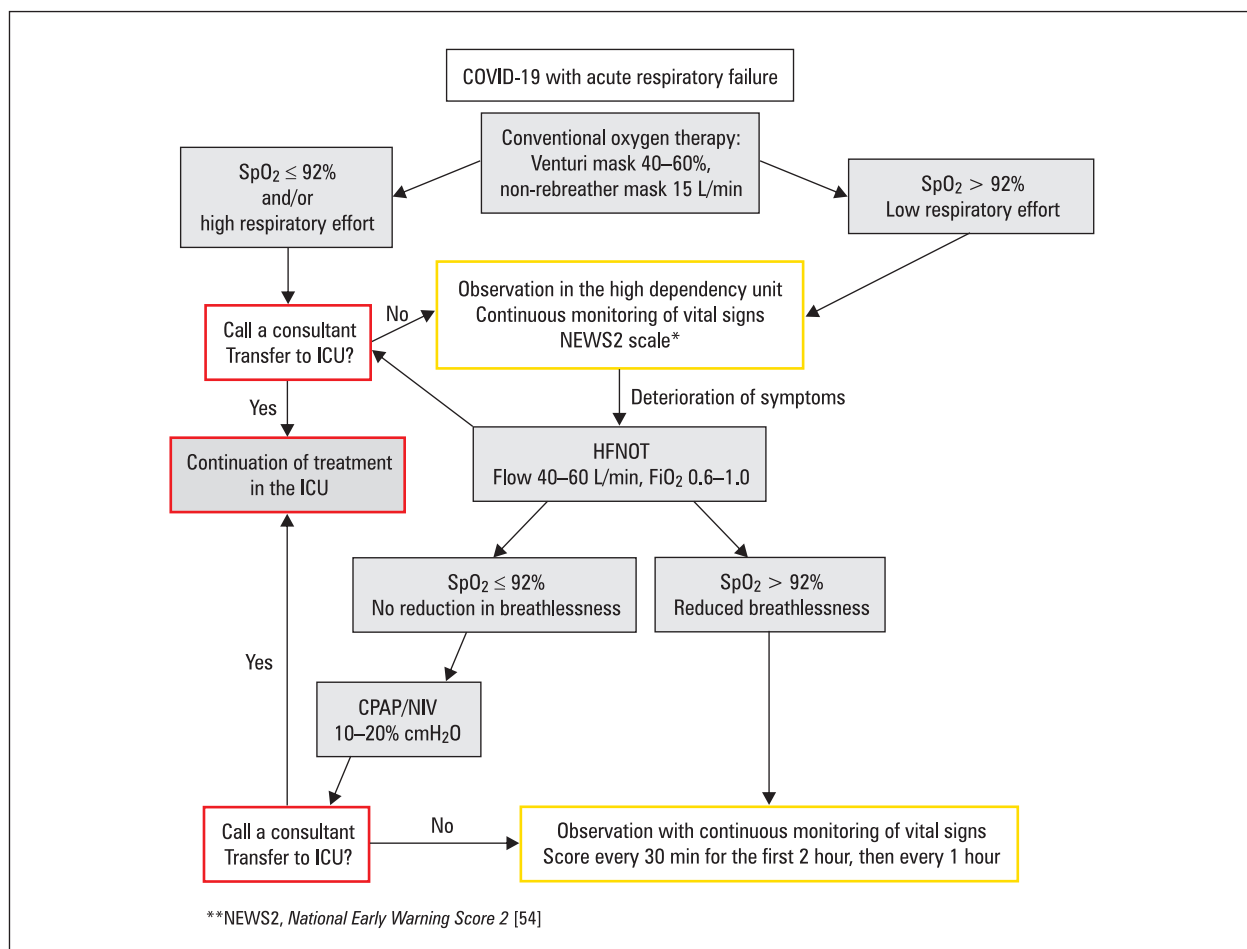 COVID-19 with acute respiratory failure
Conventional oxygen therapy:
Venturi mask 40–60%,
non-rebreather mask 15 L/min
SpO₂ ≤ 92%
and/or
high respiratory effort
SpO₂ > 92%
Low respiratory effort
Call a consultant
Transfer to ICU?
No
Observation in the high dependency unit
Continuous monitoring of vital signs
NEWS2 scale*
Yes
Deterioration of symptoms
Continuation of treatment
in the ICU
HFNOT
Flow 40–60 L/min, FiO₂ 0.6–1.0
SpO₂ ≤ 92%
No reduction in breathlessness
SpO₂ > 92%
Reduced breathlessness
Yes
CPAP/NIV
10–20% cmH₂O
Call a consultant
Transfer to ICU?
No
Observation with continuous monitoring of vital signs
Score every 30 min for the first 2 hour, then every 1 hour
**NEWS2, National Early Warning Score 2 [54]